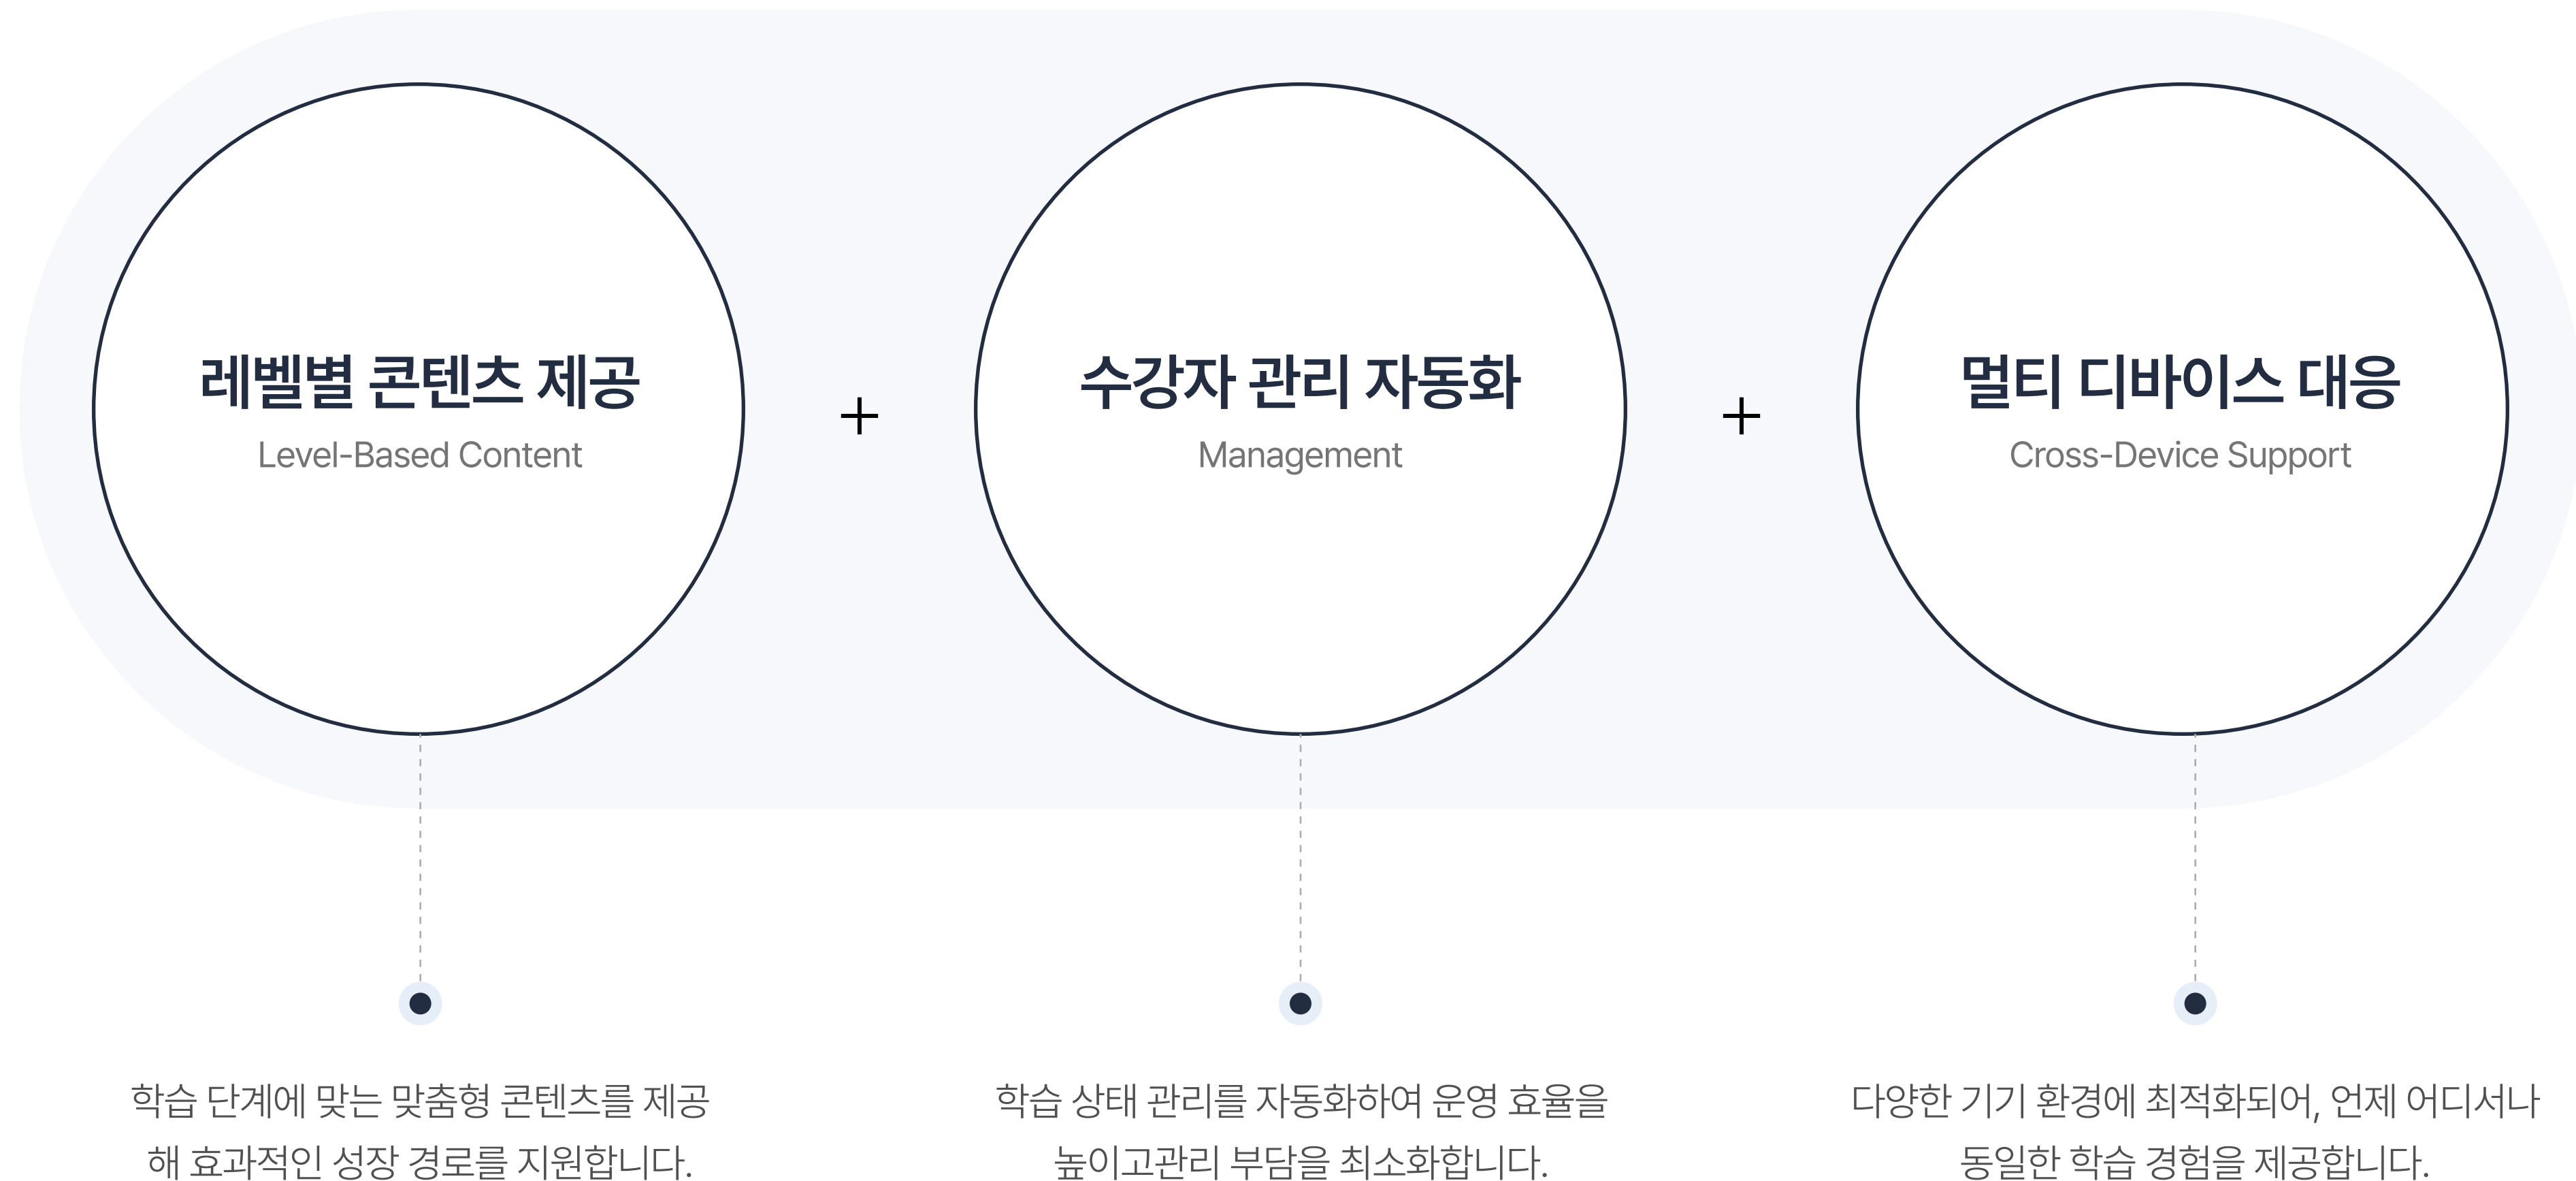 레벨별 콘텐츠 제공
Level-Based Content
+
수강자 관리 자동화
Management
+
멀티 디바이스 대응
Cross-Device Support
학습 단계에 맞는 맞춤형 콘텐츠를 제공
해 효과적인 성장 경로를 지원합니다.
학습 상태 관리를 자동화하여 운영 효율을
높이고관리 부담을 최소화합니다.
다양한 기기 환경에 최적화되어, 언제 어디서나
동일한 학습 경험을 제공합니다.